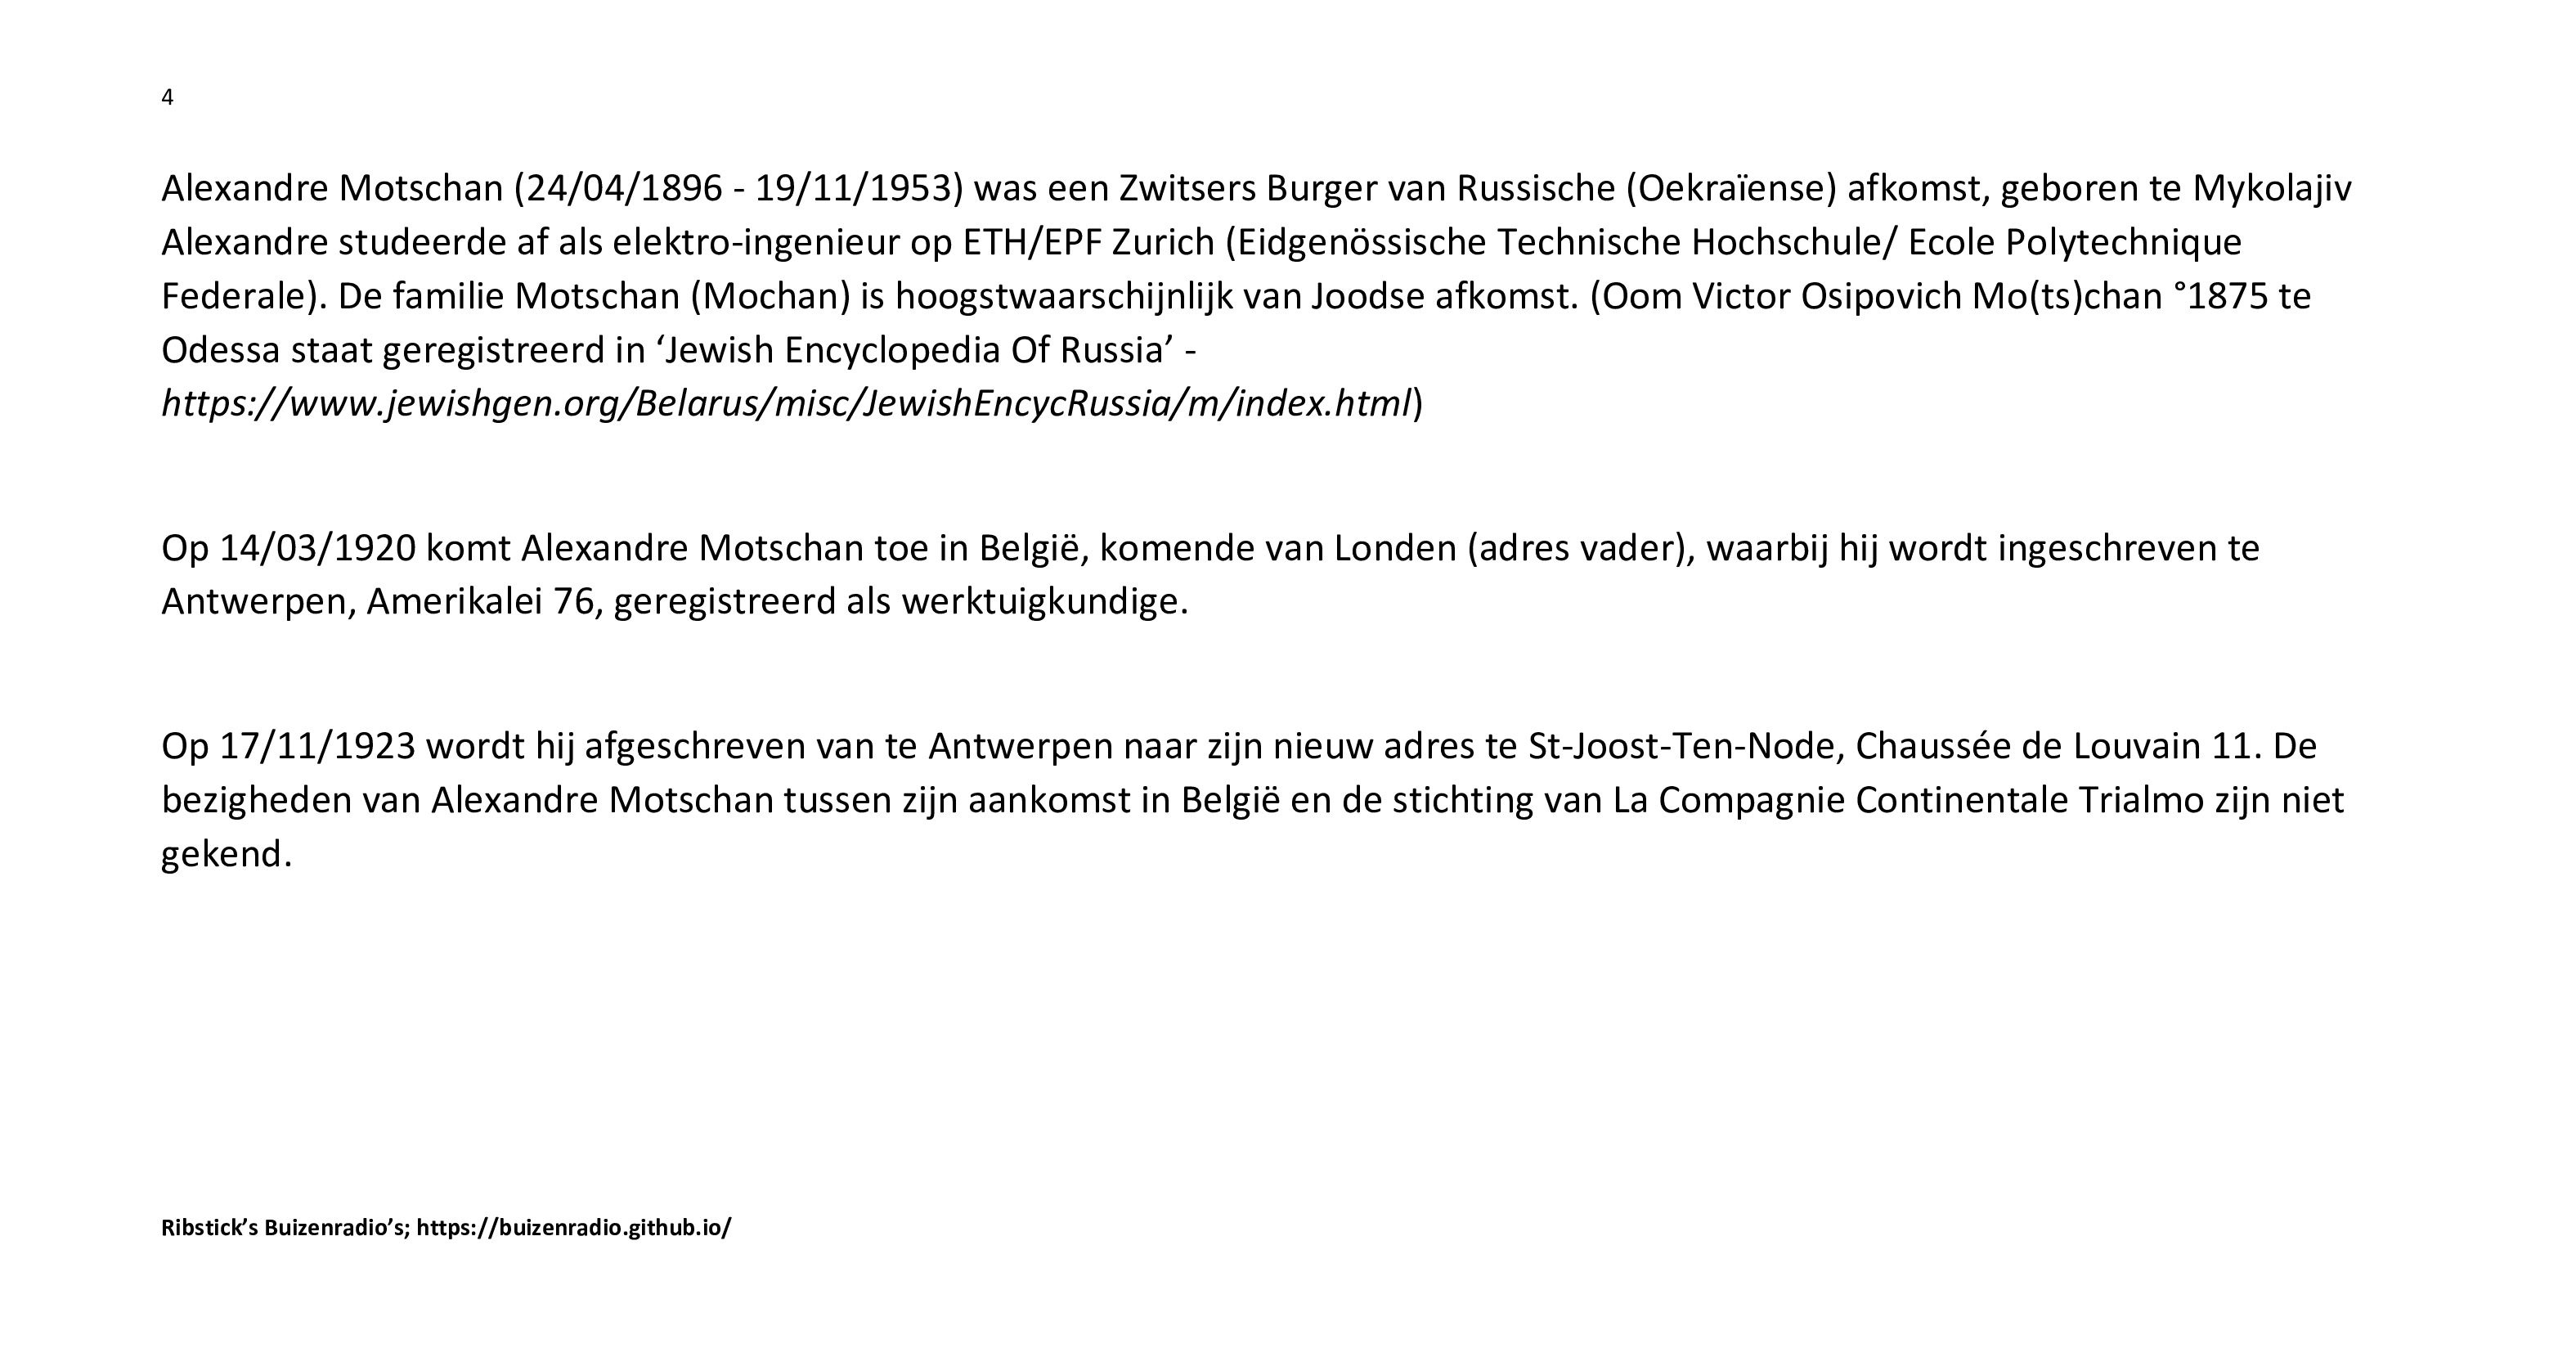 4
Alexandre Motschan (24/04/1896 - 19/11/1953) was een Zwitsers Burger van Russische (Oekraïense) afkomst, geboren te Mykolajiv
Alexandre studeerde af als elektro-ingenieur op ETH/EPF Zurich (Eidgenössische Technische Hochschule/ Ecole Polytechnique
Federale). De familie Motschan (Mochan) is hoogstwaarschijnlijk van Joodse afkomst. (Oom Victor Osipovich Mo(ts)chan °1875 te
Odessa staat geregistreerd in ‘Jewish Encyclopedia Of Russia’ -
https://www.jewishgen.org/Belarus/misc/JewishEncycRussia/m/index.html)
Op 14/03/1920 komt Alexandre Motschan toe in België, komende van Londen (adres vader), waarbij hij wordt ingeschreven te
Antwerpen, Amerikalei 76, geregistreerd als werktuigkundige.
Op 17/11/1923 wordt hij afgeschreven van te Antwerpen naar zijn nieuw adres te St-Joost-Ten-Node, Chaussée de Louvain 11. De
bezigheden van Alexandre Motschan tussen zijn aankomst in België en de stichting van La Compagnie Continentale Trialmo zijn niet
gekend.
Ribstick’s Buizenradio’s; https://buizenradio.github.io/